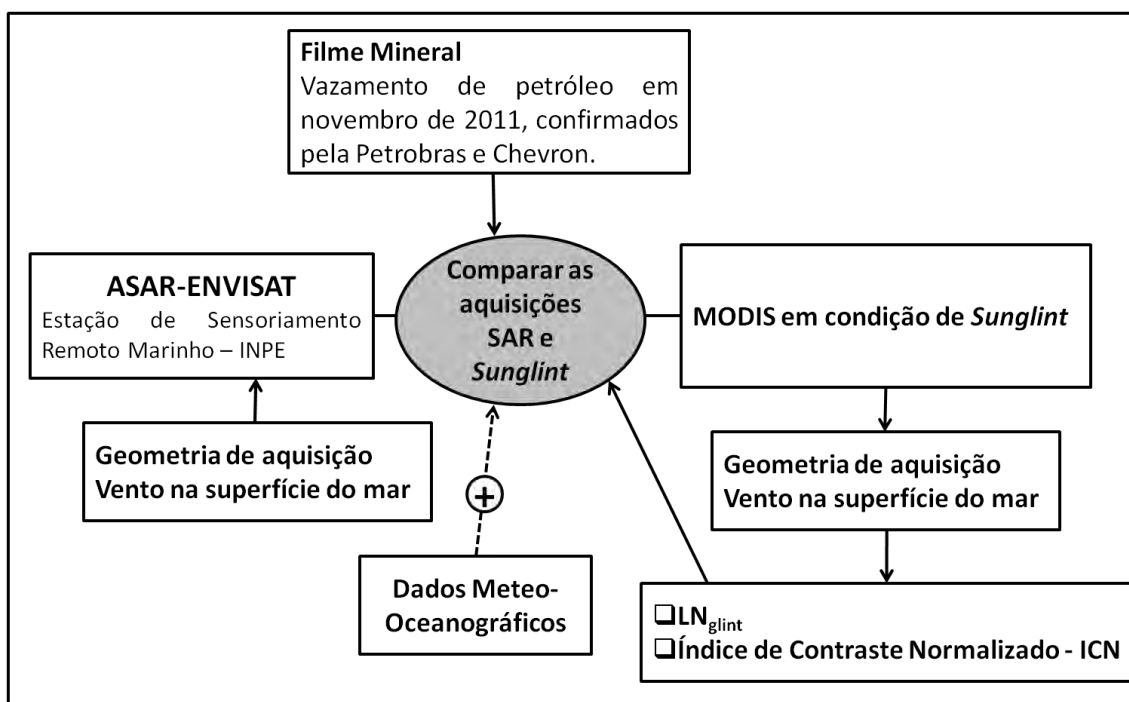 Filme Mineral
Vazamento de petróleo em
novembro de 2011, confirmados
pela Petrobras e Chevron.
ASAR-ENVISAT
Estação de Sensoriamento
Remoto Marinho – INPE
Comparar as
aquisições
SAR e
Sunglint
MODIS em condição de Sunglint
Geometria de aquisição
Vento na superfície do mar
Geometria de aquisição
Vento na superfície do mar
+
Dados Meteo-
Oceanográficos
❑LNglint
❑Índice de Contraste Normalizado - ICN